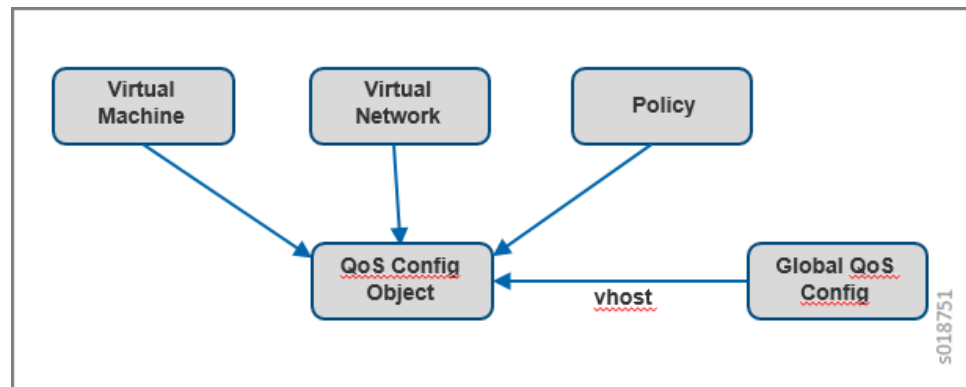 Virtual
Machine
Virtual
Network
Policy
QoS Config
Object
vhost
Global QoS
Config
s018751